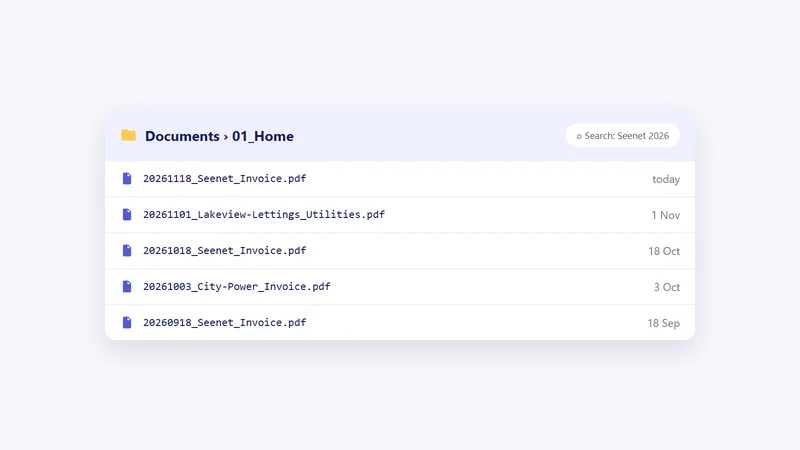 Documents › 01_Home
⌕ Search: Seenet 2026
20261118_Seenet_Invoice.pdf today
20261101_Lakeview-Lettings_Utilities.pdf 1 Nov
20261018_Seenet_Invoice.pdf 18 Oct
20261003_City-Power_Invoice.pdf 3 Oct
20260918_Seenet_Invoice.pdf 18 Sep